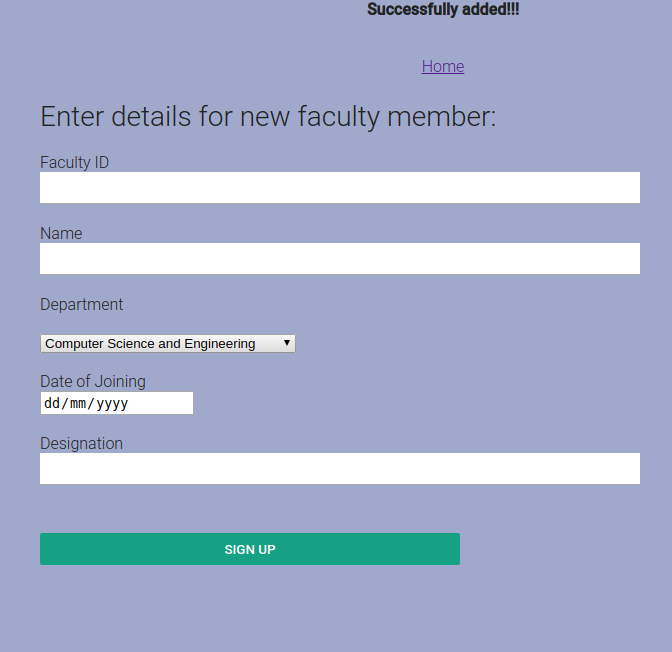 Successfully added!!!
Home
Enter details for new faculty member:
Faculty ID
Name
Department
Computer Science and Engineering
Date of Joining
dd/mm/yyyy
Designation
SIGN UP